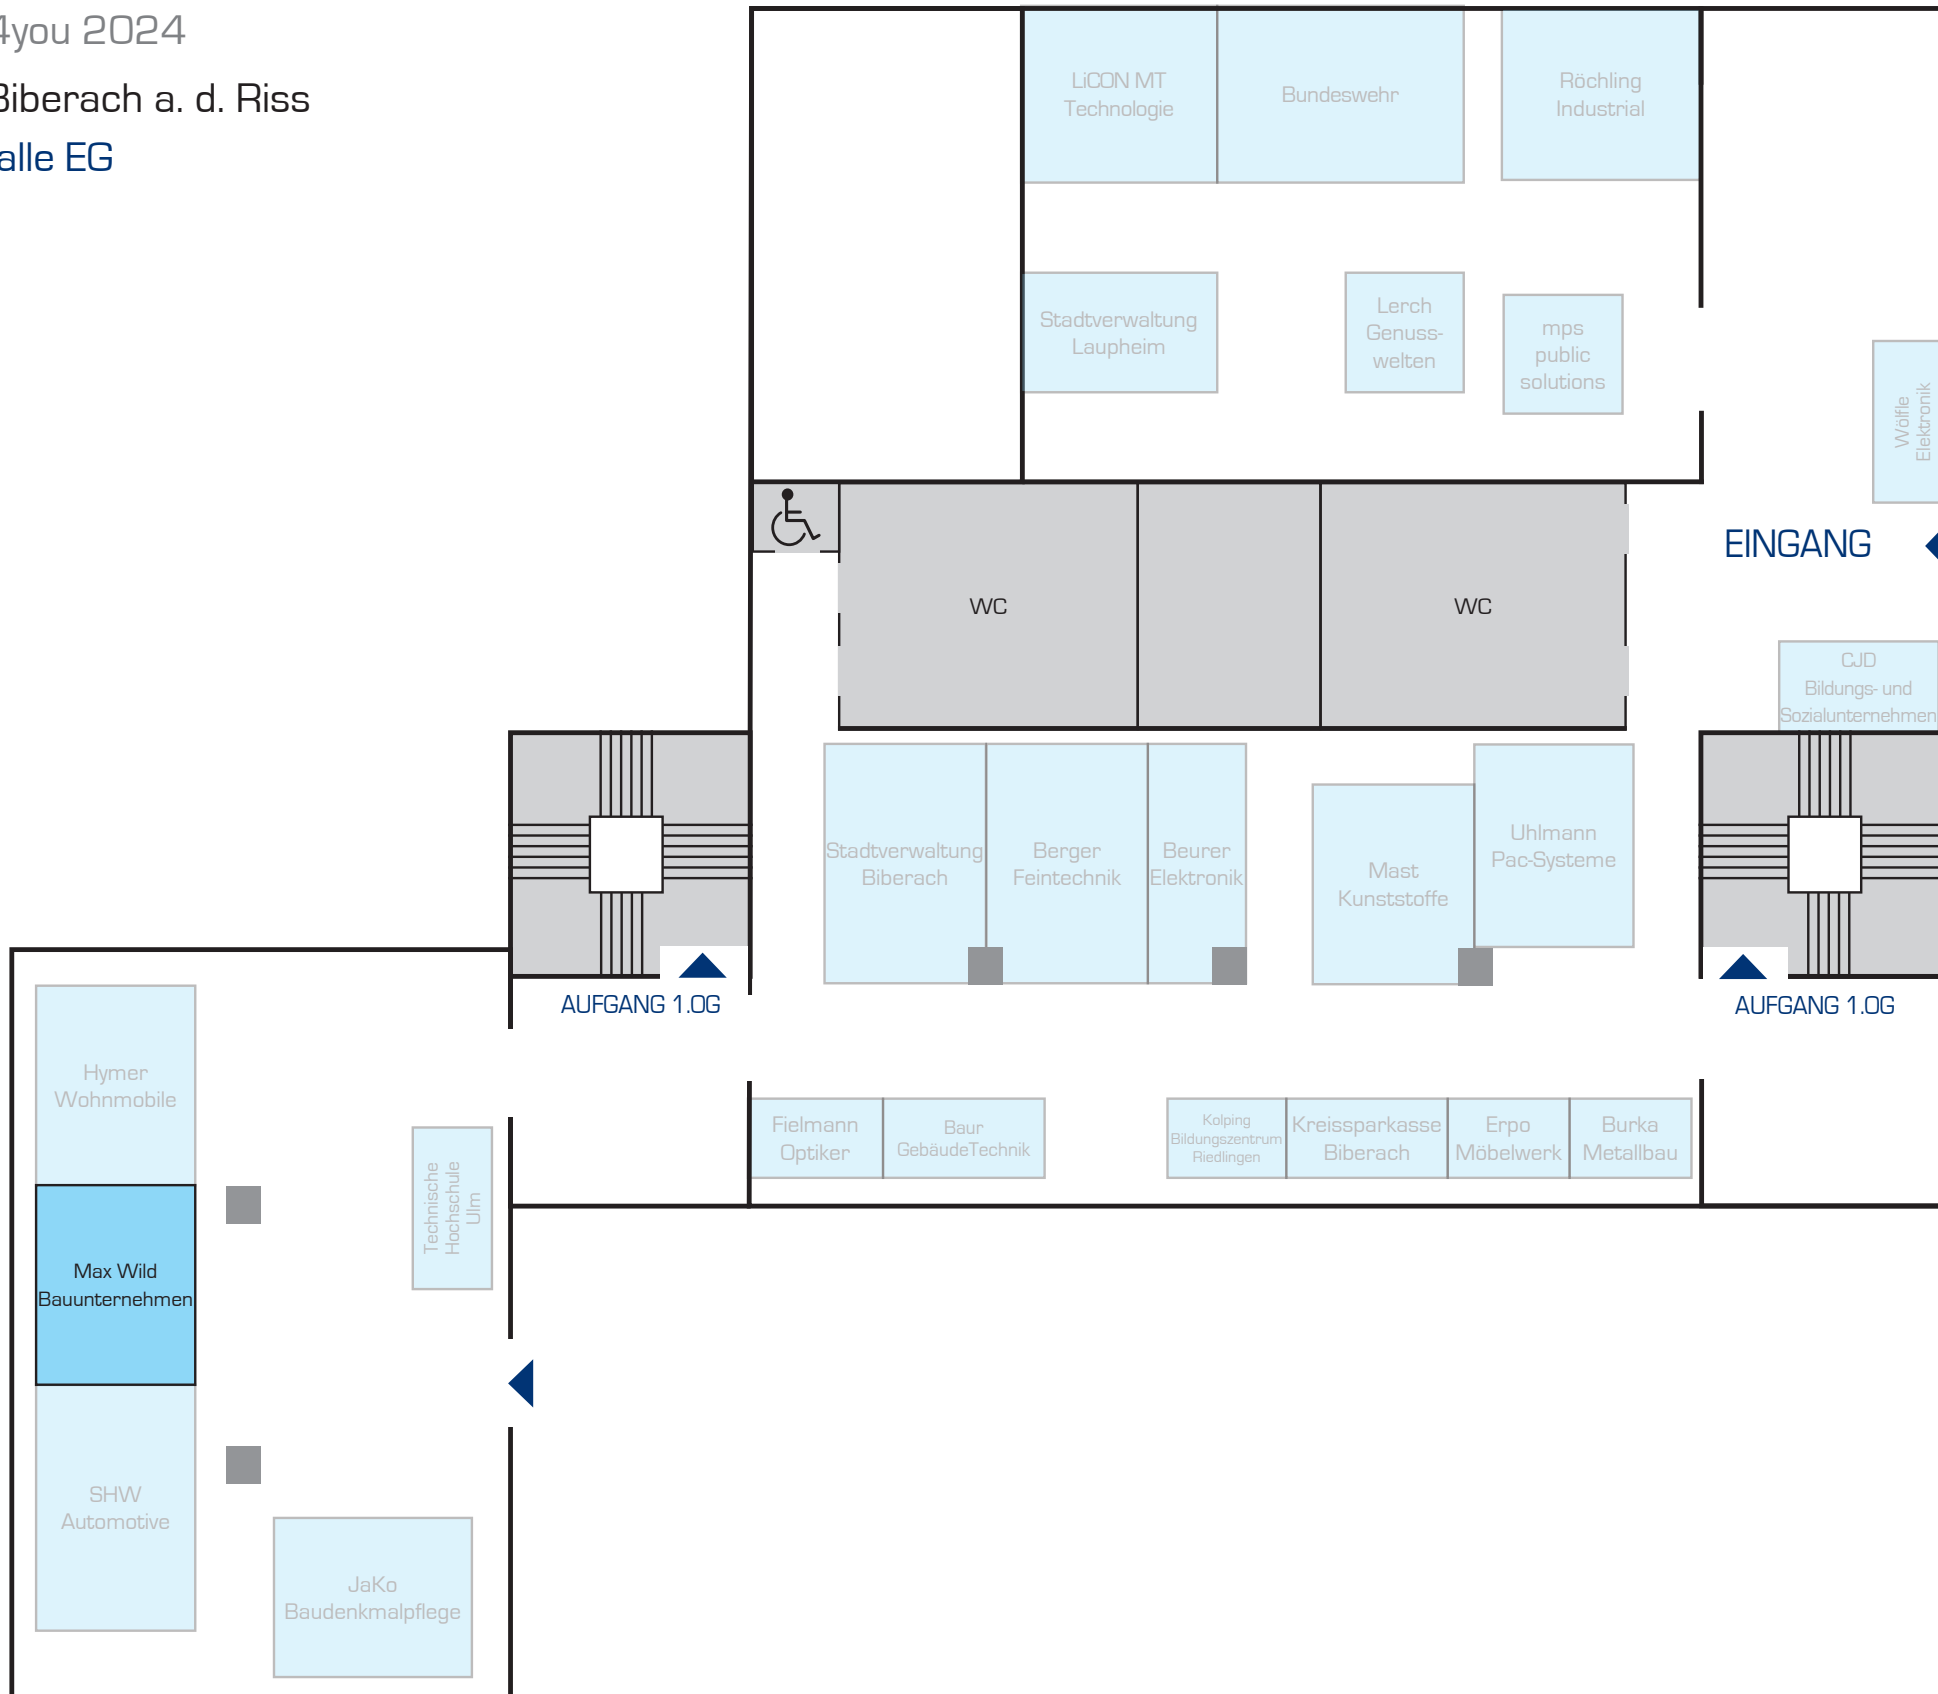 4you 2024
Biberach a. d. Riss
alle EG
LiCON MT
Technologie
Bundeswehr
Röchling
Industrial
Stadtverwaltung
Laupheim
Lerch
Genuss-
welten
mps
public
solutions
Wölfle
Elektronik
EINGANG
WC
WC
CJD
Bildungs- und
Sozialunternehmen
Stadtverwaltung
Biberach
Berger
Feintechnik
Beurer
Elektronik
Mast
Kunststoffe
Uhlmann
Pac-Systeme
AUFGANG 1.OG
AUFGANG 1.OG
Hymer
Wohnmobile
Technische
Hochschule
Ulm
Fielmann
Optiker
Baur
GebäudeTechnik
Kolping
Bildungszentrum
Riedlingen
Kreissparkasse
Biberach
Erpo
Möbelwerk
Burka
Metallbau
Max Wild
Bauunternehmen
SHW
Automotive
JaKo
Baudenkmalpflege